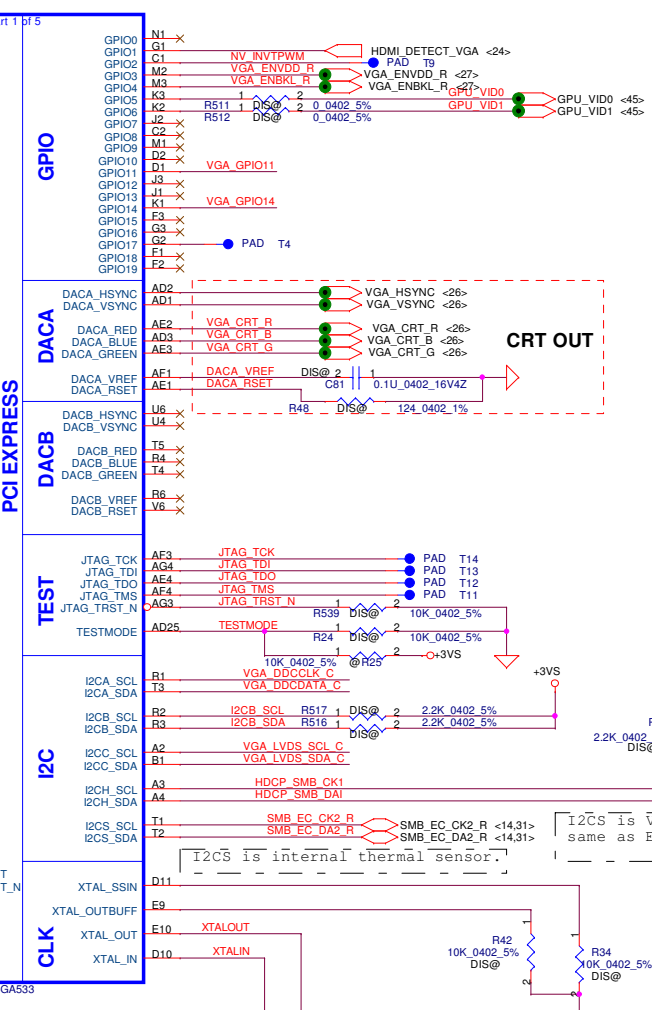 art 1 of 5
GPIO0 N1
GPIO1 G1 HDMI_DETECT_VGA <24>
GPIO2 C1 NV_INVTPWM PAD T9
GPIO3 M2 VGA_ENVDD_R VGA_ENVDD_R <27>
GPIO4 M3 VGA_ENBKL_R VGA_ENBKL_R <27>
GPIO5 K3 1 2 GPU_VID0 GPU_VID0 <45>
R511 DIS@ 0_0402_5%
GPIO6 K2 1 2 GPU_VID1 GPU_VID1 <45>
R512 DIS@ 0_0402_5%
GPIO7 J2
GPIO8 C2
GPIO9 M1
GPIO10 D2
GPIO11 D1 VGA_GPIO11
GPIO12 J3
GPIO13 J1
GPIO14 K1 VGA_GPIO14
GPIO15 F3
GPIO16 G3
GPIO17 G2 PAD T4
GPIO18 F1
GPIO19 F2
GPIO
DACA_HSYNC AD2 VGA_HSYNC <26>
DACA_VSYNC AD1 VGA_VSYNC <26>
DACA_RED AE2 VGA_CRT_R VGA_CRT_R <26>
DACA_BLUE AD3 VGA_CRT_B VGA_CRT_B <26>
DACA_GREEN AE3 VGA_CRT_G VGA_CRT_G <26>
CRT OUT
DACA_VREF AF1 DACA_VREF DIS@ 2 1
C81 0.1U_0402_16V4Z
DACA_RSET AE1 DACA_RSET
R48 DIS@ 124_0402_1%
DACA
PCI EXPRESS
DACB_HSYNC U6
DACB_VSYNC U4
DACB_RED T5
DACB_BLUE R4
DACB_GREEN T4
DACB_VREF R6
DACB_RSET V6
DACB
JTAG_TCK AF3 JTAG_TCK PAD T14
JTAG_TDI AG4 JTAG_TDI PAD T13
JTAG_TDO AE4 JTAG_TDO PAD T12
JTAG_TMS AF4 JTAG_TMS PAD T11
JTAG_TRST_N AG3 JTAG_TRST_N 1 2
R539 DIS@ 10K_0402_5%
TESTMODE AD25 TESTMODE 1 2
R24 DIS@ 10K_0402_5%
1 2 +3VS
10K_0402_5% @R25
TEST
I2CA_SCL R1 VGA_DDCCLK_C
I2CA_SDA T3 VGA_DDCDATA_C
+3VS
I2CB_SCL R2 I2CB_SCL R517 1 DIS@ 2 2.2K_0402_5%
I2CB_SDA R3 I2CB_SDA R516 1 DIS@ 2 2.2K_0402_5%
R
2.2K_0402
DIS@
I2CC_SCL A2 VGA_LVDS_SCL_C
I2CC_SDA B1 VGA_LVDS_SDA_C
I2CH_SCL A3 HDCP_SMB_CK1
I2CH_SDA A4 HDCP_SMB_DAI
I2CS_SCL T1 SMB_EC_CK2_R SMB_EC_CK2_R <14,31>
I2CS_SDA T2 SMB_EC_DA2_R SMB_EC_DA2_R <14,31>
I2C
I2CS is V
same as E
I2CS is internal thermal sensor.
T
T_N
XTAL_SSIN D11
XTAL_OUTBUFF E9
XTAL_OUT E10 XTALOUT
XTAL_IN D10 XTALIN
CLK
1
R42
10K_0402_5%
DIS@
2
1
R34
10K_0402_5%
DIS@
2
GA533